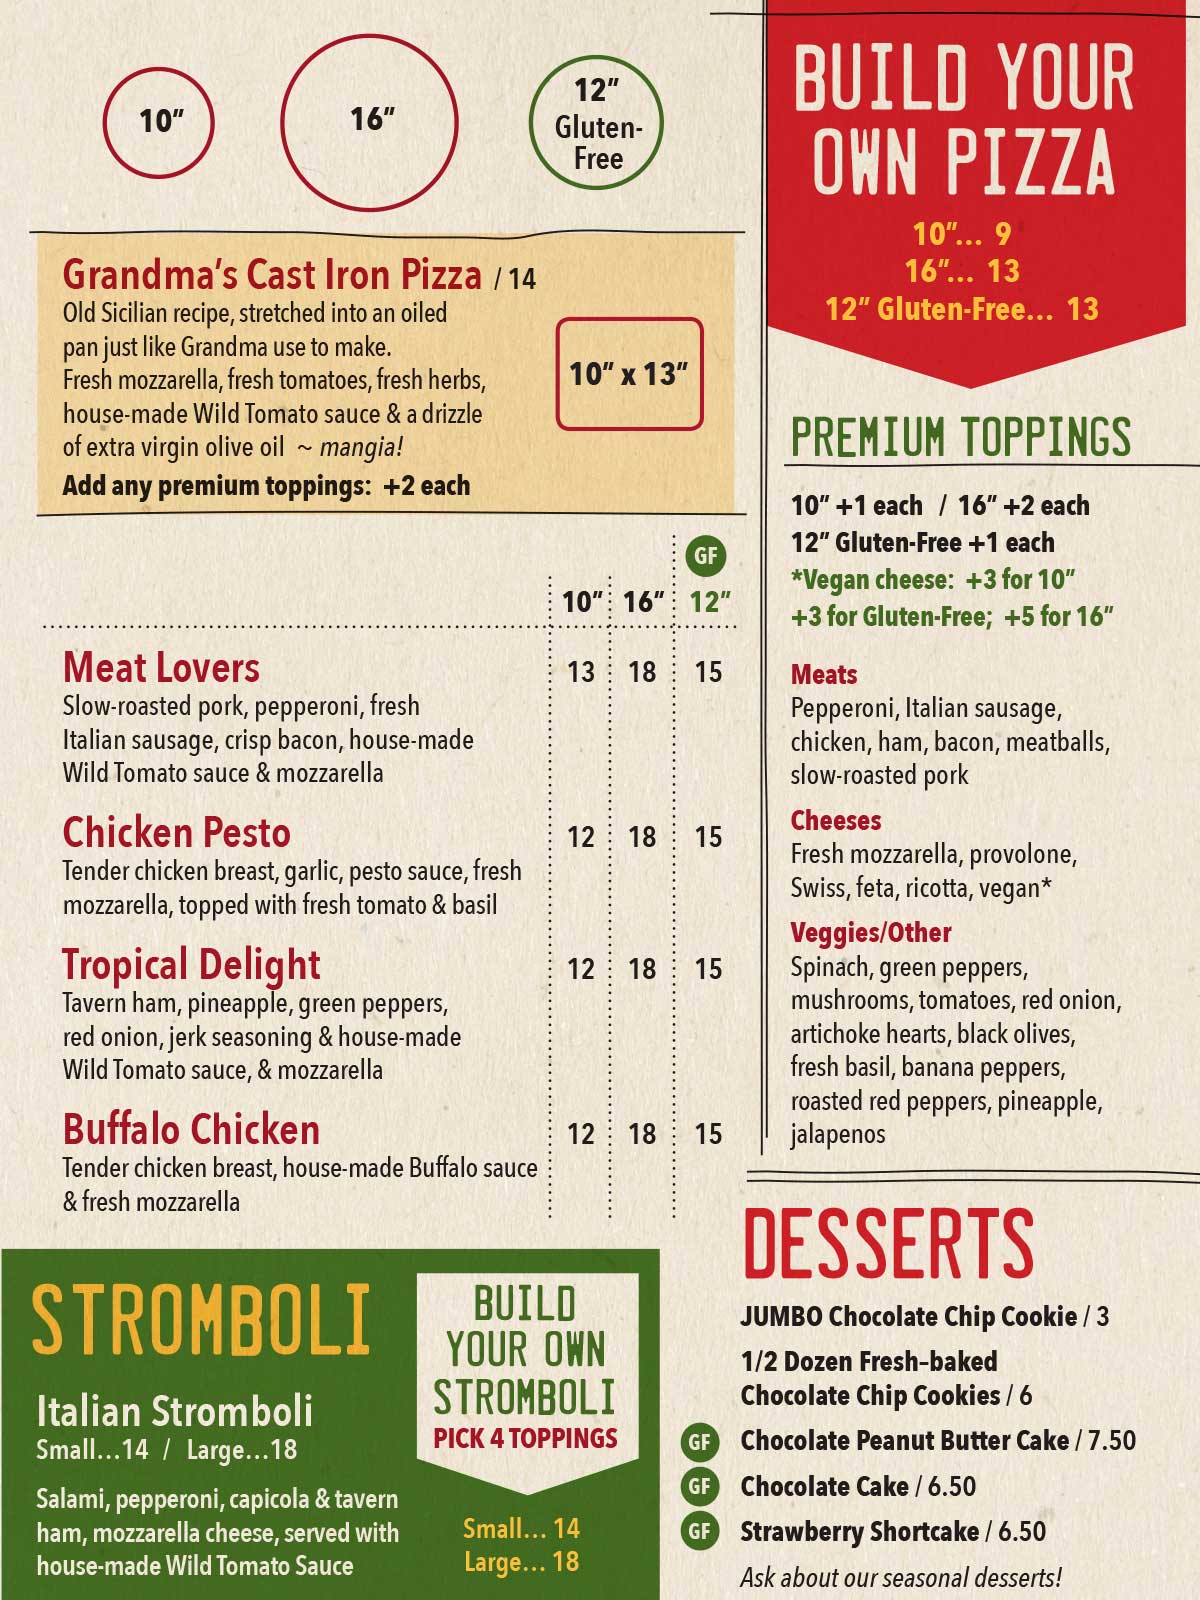 10”
16”
12”
Gluten-
Free
Grandma’s Cast Iron Pizza / 14
Old Sicilian recipe, stretched into an oiled
pan just like Grandma use to make.
Fresh mozzarella, fresh tomatoes, fresh herbs,
house-made Wild Tomato sauce & a drizzle
of extra virgin olive oil ~ mangia!
Add any premium toppings: +2 each
10” x 13”
GF
10” 16” 12”
Meat Lovers 13 18 15
Slow-roasted pork, pepperoni, fresh
Italian sausage, crisp bacon, house-made
Wild Tomato sauce & mozzarella
Chicken Pesto 12 18 15
Tender chicken breast, garlic, pesto sauce, fresh
mozzarella, topped with fresh tomato & basil
Tropical Delight 12 18 15
Tavern ham, pineapple, green peppers,
red onion, jerk seasoning & house-made
Wild Tomato sauce, & mozzarella
Buffalo Chicken 12 18 15
Tender chicken breast, house-made Buffalo sauce
& fresh mozzarella
STROMBOLI
Italian Stromboli
Small...14 / Large...18
Salami, pepperoni, capicola & tavern
ham, mozzarella cheese, served with
house-made Wild Tomato Sauce
BUILD
YOUR OWN
STROMBOLI
PICK 4 TOPPINGS
Small... 14
Large... 18
BUILD YOUR
OWN PIZZA
10”... 9
16”... 13
12” Gluten-Free... 13
PREMIUM TOPPINGS
10” +1 each / 16” +2 each
12” Gluten-Free +1 each
*Vegan cheese: +3 for 10”
+3 for Gluten-Free; +5 for 16”
Meats
Pepperoni, Italian sausage,
chicken, ham, bacon, meatballs,
slow-roasted pork
Cheeses
Fresh mozzarella, provolone,
Swiss, feta, ricotta, vegan*
Veggies/Other
Spinach, green peppers,
mushrooms, tomatoes, red onion,
artichoke hearts, black olives,
fresh basil, banana peppers,
roasted red peppers, pineapple,
jalapenos
DESSERTS
JUMBO Chocolate Chip Cookie / 3
1/2 Dozen Fresh–baked
Chocolate Chip Cookies / 6
GF Chocolate Peanut Butter Cake / 7.50
GF Chocolate Cake / 6.50
GF Strawberry Shortcake / 6.50
Ask about our seasonal desserts!